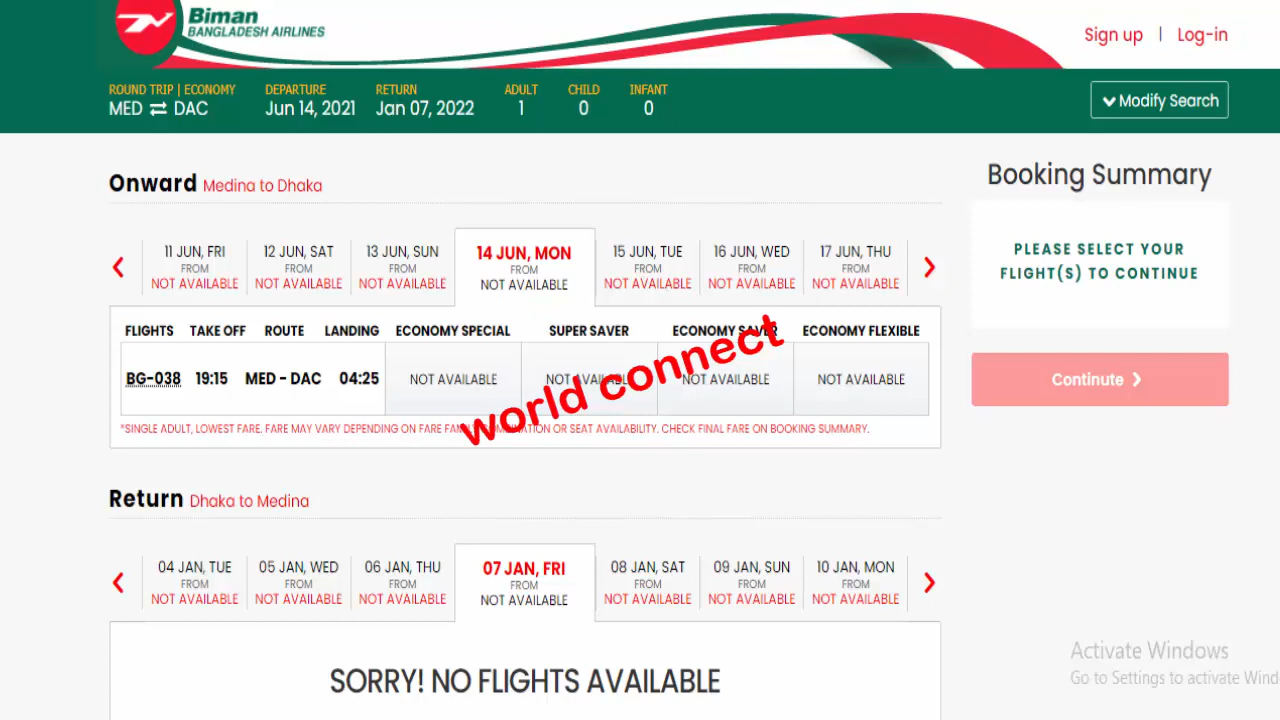 Biman
BANGLADESH AIRLINES
Sign up | Log-in
ROUND TRIP | ECONOMY DEPARTURE RETURN ADULT CHILD INFANT
MED ⇄ DAC Jun 14, 2021 Jan 07, 2022 1 0 0
Modify Search
Onward Medina to Dhaka
Booking Summary
PLEASE SELECT YOUR
FLIGHT(S) TO CONTINUE
Continue
11 JUN, FRI 12 JUN, SAT 13 JUN, SUN 14 JUN, MON 15 JUN, TUE 16 JUN, WED 17 JUN, THU
FROM FROM FROM FROM FROM FROM FROM
NOT AVAILABLE NOT AVAILABLE NOT AVAILABLE NOT AVAILABLE NOT AVAILABLE NOT AVAILABLE NOT AVAILABLE
FLIGHTS TAKE OFF ROUTE LANDING ECONOMY SPECIAL SUPER SAVER ECONOMY SAVER ECONOMY FLEXIBLE
BG-038 19:15 MED - DAC 04:25 NOT AVAILABLE NOT AVAILABLE NOT AVAILABLE NOT AVAILABLE
world connect
*SINGLE ADULT, LOWEST FARE. FARE MAY VARY DEPENDING ON FARE FAMILY COMBINATION OR SEAT AVAILABILITY. CHECK FINAL FARE ON BOOKING SUMMARY.
Return Dhaka to Medina
04 JAN, TUE 05 JAN, WED 06 JAN, THU 07 JAN, FRI 08 JAN, SAT 09 JAN, SUN 10 JAN, MON
FROM FROM FROM FROM FROM FROM FROM
NOT AVAILABLE NOT AVAILABLE NOT AVAILABLE NOT AVAILABLE NOT AVAILABLE NOT AVAILABLE NOT AVAILABLE
SORRY! NO FLIGHTS AVAILABLE
Activate Windows
Go to Settings to activate Wind